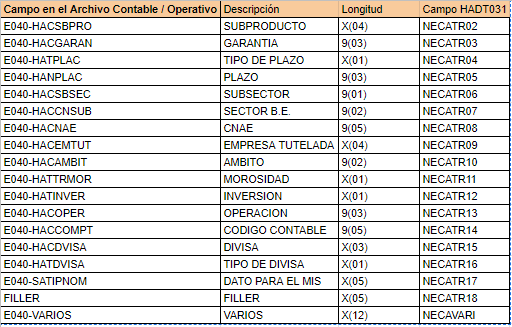 Campo en el Archivo Contable / Operativo Descripción Longitud Campo HADT031
E040-HACSBPRO SUBPRODUCTO X(04) NECATR02
E040-HACGARAN GARANTIA 9(03) NECATR03
E040-HATPLAC TIPO DE PLAZO X(01) NECATR04
E040-HANPLAC PLAZO 9(03) NECATR05
E040-HACSBSEC SUBSECTOR 9(01) NECATR06
E040-HACCNSUB SECTOR B.E. 9(02) NECATR07
E040-HACNAE CNAE 9(05) NECATR08
E040-HACEMTUT EMPRESA TUTELADA X(04) NECATR09
E040-HACAMBIT AMBITO 9(02) NECATR10
E040-HATTRMOR MOROSIDAD X(01) NECATR11
E040-HATINVER INVERSION X(01) NECATR12
E040-HACOPER OPERACION 9(03) NECATR13
E040-HACCOMPT CODIGO CONTABLE 9(05) NECATR14
E040-HACDVISA DIVISA X(03) NECATR15
E040-HATDVISA TIPO DE DIVISA X(01) NECATR16
E040-SATIPNOM DATO PARA EL MIS X(05) NECATR17
FILLER FILLER X(05) NECATR18
E040-VARIOS VARIOS X(12) NECAVARI